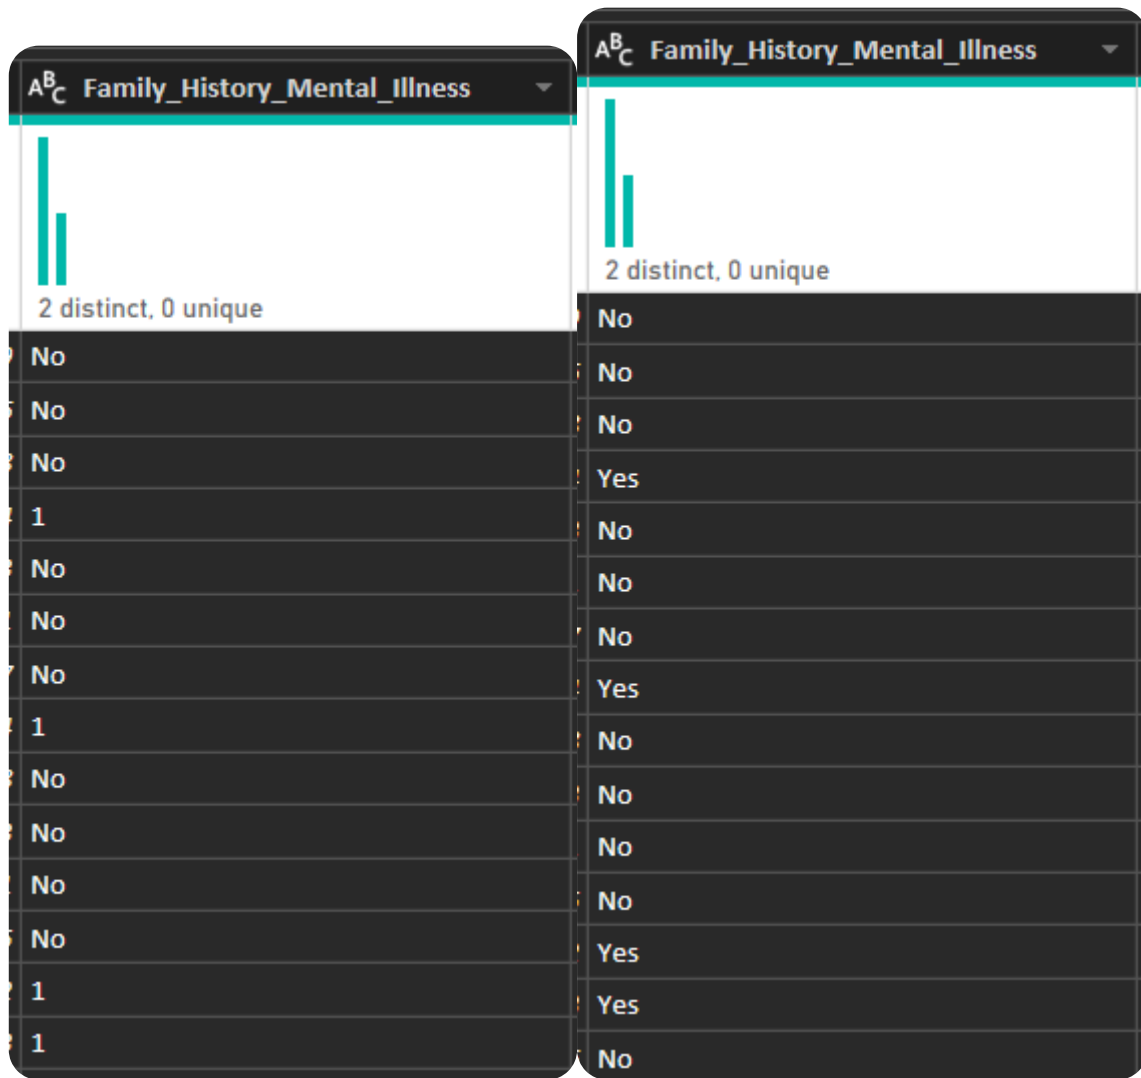 ABC Family_History_Mental_Illness
2 distinct, 0 unique
No
No
No
1
No
No
No
1
No
No
No
No
1
1
ABC Family_History_Mental_Illness
2 distinct, 0 unique
No
No
No
Yes
No
No
No
Yes
No
No
No
No
Yes
Yes
No